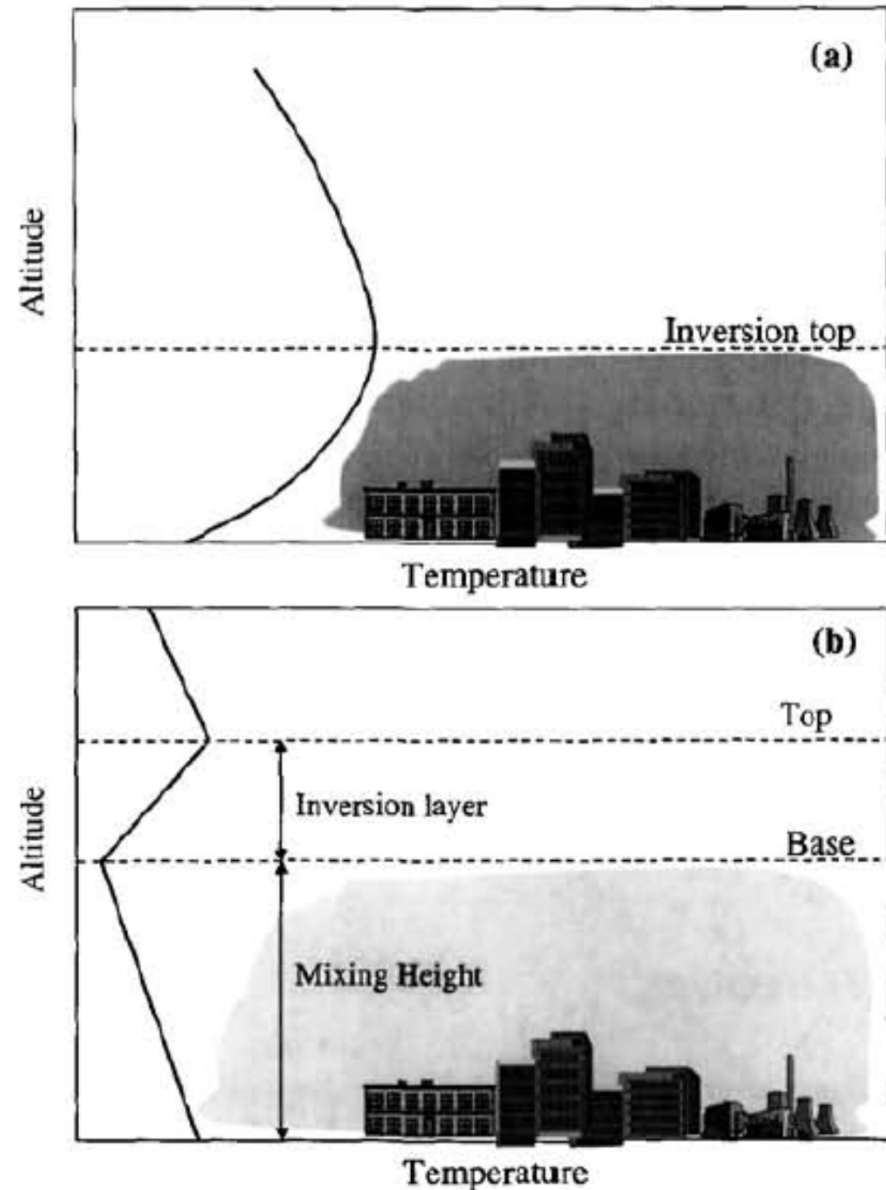 (a)
Altitude
Inversion top
Temperature
(b)
Top
Altitude
Inversion layer
Base
Mixing Height
Temperature